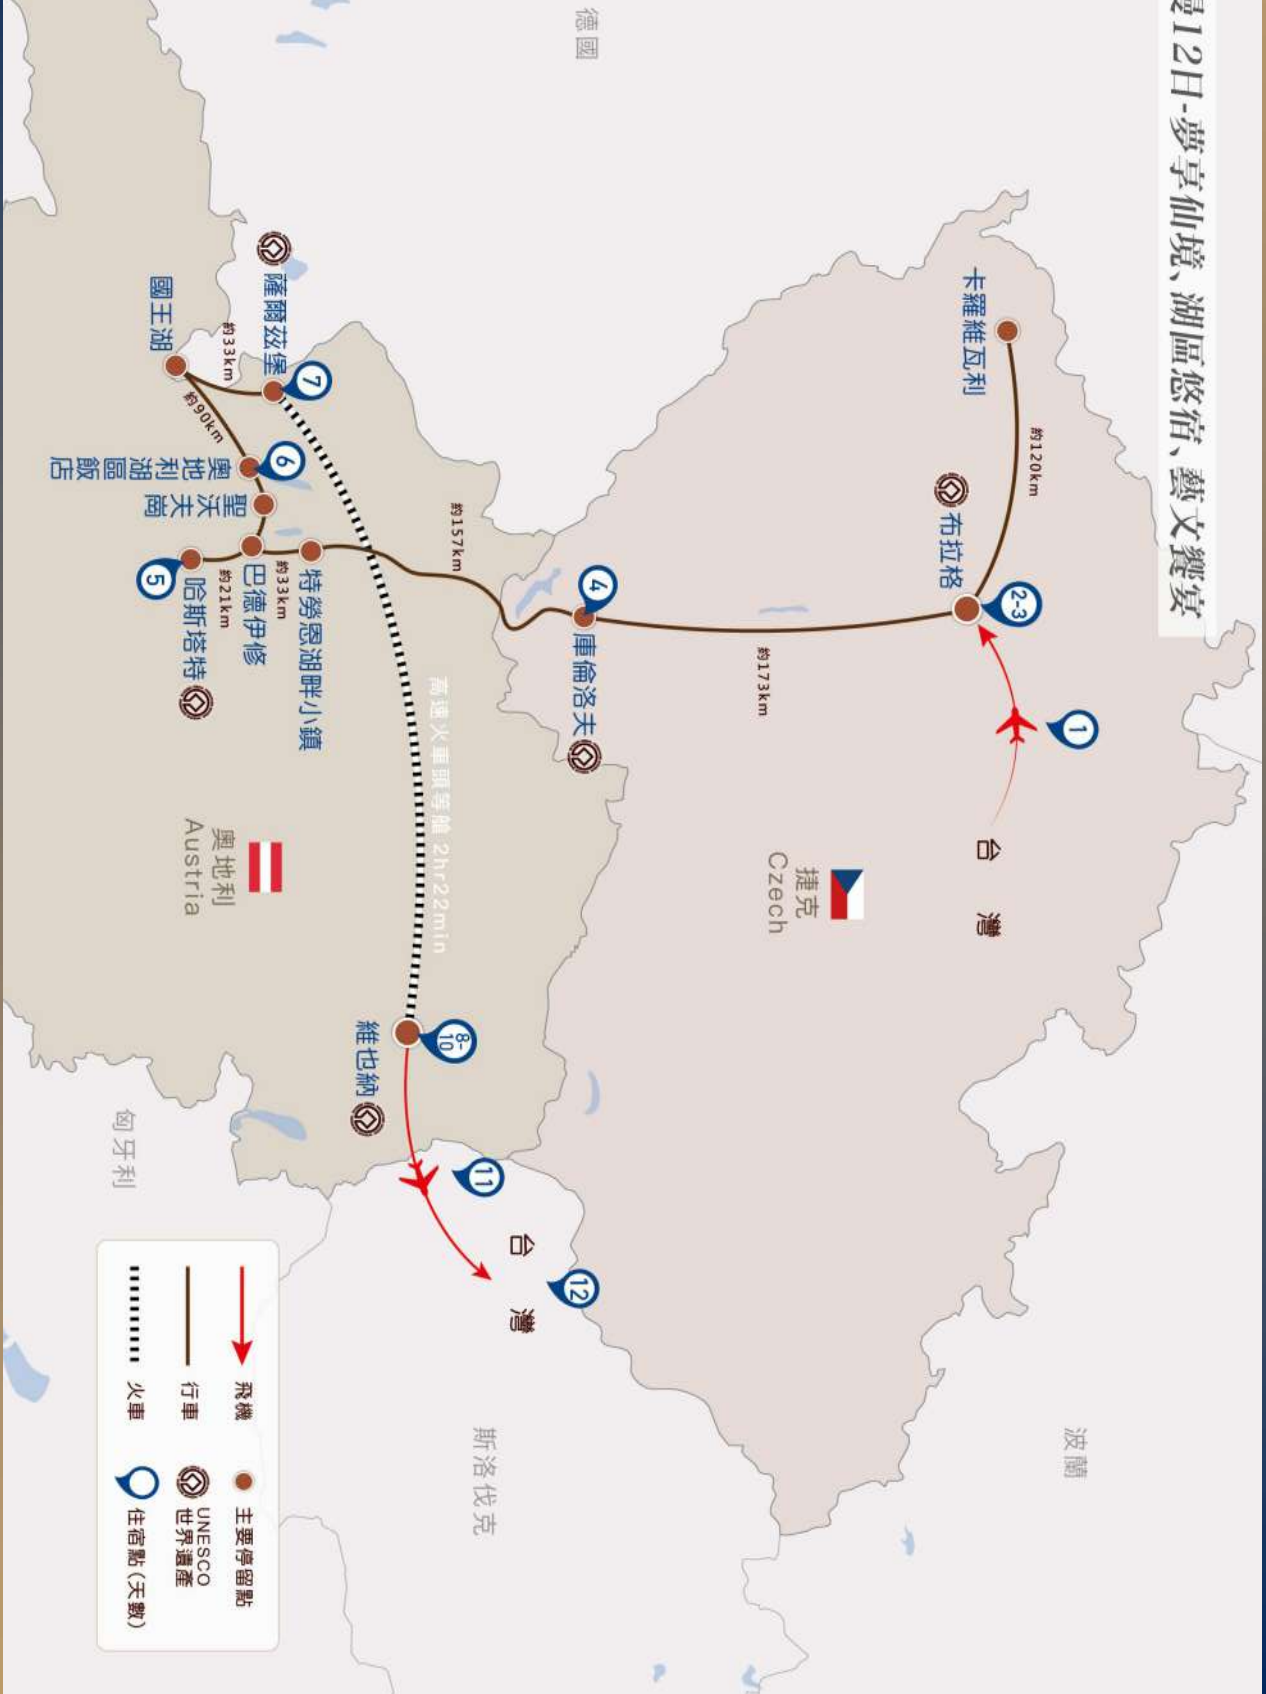 12日-夢享仙境、湖區悠宿、藝文饗宴
德國
波蘭
卡羅維瓦利
約120km
布拉格
2-3
1
台灣
捷克
Czech
約173km
4
庫倫洛夫
約157km
薩爾茲堡
7
約33km
國王湖
約90km
6
奧地利湖區飯店
聖沃夫岡
特勞恩湖畔小鎮
約33km
巴德伊修
約21km
5
哈斯塔特
高速火車頭等艙 2hr22min
奧地利
Austria
8-10
維也納
11
台灣
12
斯洛伐克
匈牙利
飛機
行車
火車
主要停留點
UNESCO
世界遺產
住宿點(天數)